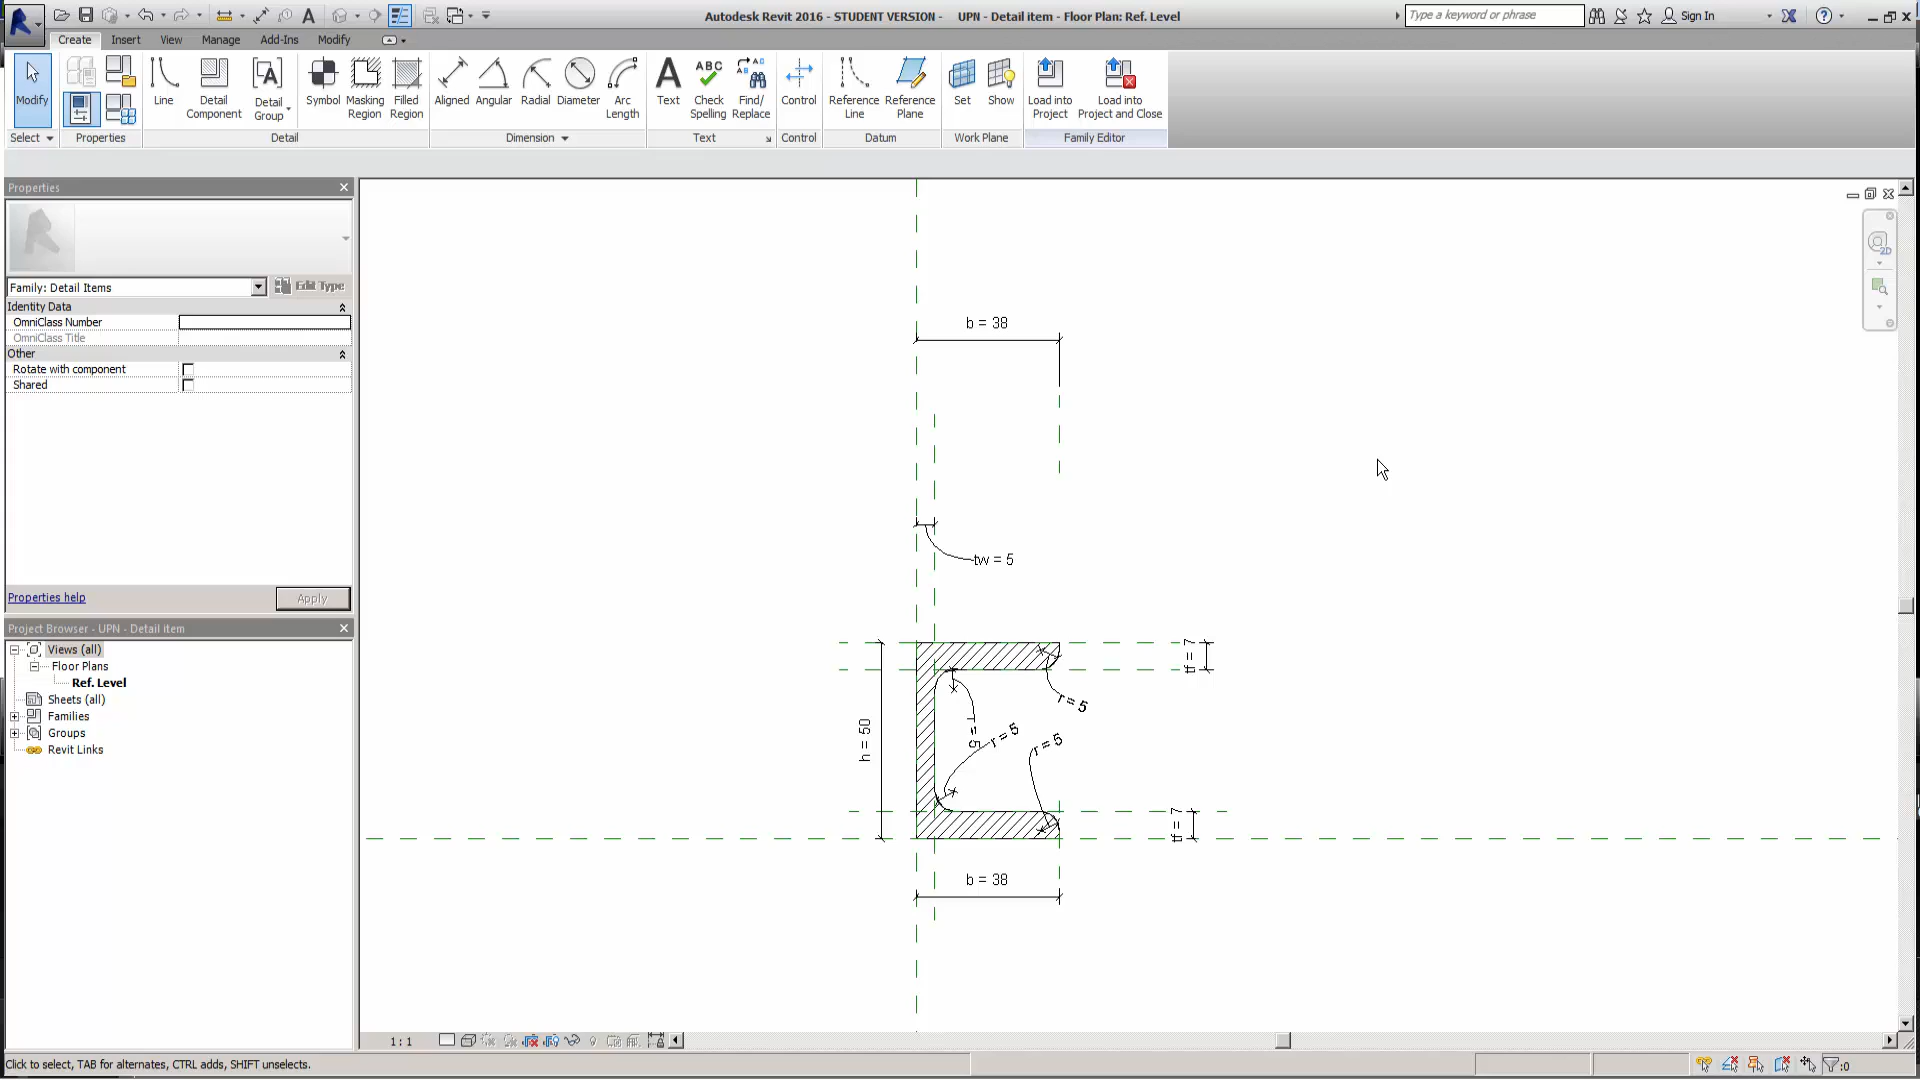 Autodesk Revit 2016 - STUDENT VERSION - UPN - Detail item - Floor Plan: Ref. Level
Type a keyword or phrase
Sign In
Create Insert View Manage Add-Ins Modify
Modify
Line
Detail Component
Detail Group
Symbol
Masking Region
Filled Region
Aligned
Angular
Radial
Diameter
Arc Length
Text
Check Spelling
Find/ Replace
Control
Reference Line
Reference Plane
Set
Show
Load into Project
Load into Project and Close
Select
Properties
Detail
Dimension
Text
Control
Datum
Work Plane
Family Editor
Properties
Family: Detail Items
Edit Type
Identity Data
OmniClass Number
OmniClass Title
Other
Rotate with component
Shared
Properties help
Apply
Project Browser - UPN - Detail item
Views (all)
Floor Plans
Ref. Level
Sheets (all)
Families
Groups
Revit Links
b = 38
tw = 5
tf = 7
r = 5
r = 5
r = 5
r = 5
h = 50
tf = 7
b = 38
2D
1 : 1
Click to select, TAB for alternates, CTRL adds, SHIFT unselects.
:0